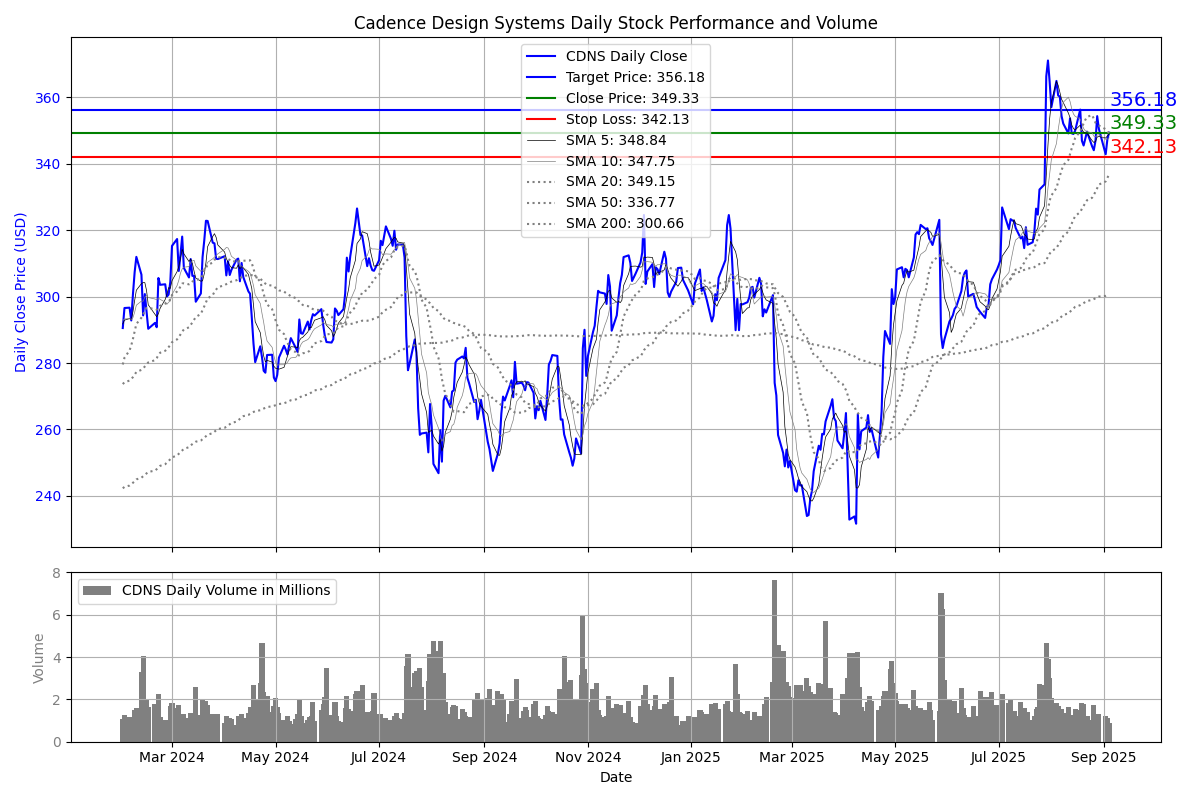 Cadence Design Systems Daily Stock Performance and Volume
CDNS Daily Close
Target Price: 356.18
Close Price: 349.33
Stop Loss: 342.13
SMA 5: 348.84
SMA 10: 347.75
SMA 20: 349.15
SMA 50: 336.77
SMA 200: 300.66
356.18
349.33
342.13
Daily Close Price (USD)
360
340
320
300
280
260
240
CDNS Daily Volume in Millions
Volume
8
6
4
2
0
Mar 2024 May 2024 Jul 2024 Sep 2024 Nov 2024 Jan 2025 Mar 2025 May 2025 Jul 2025 Sep 2025
Date